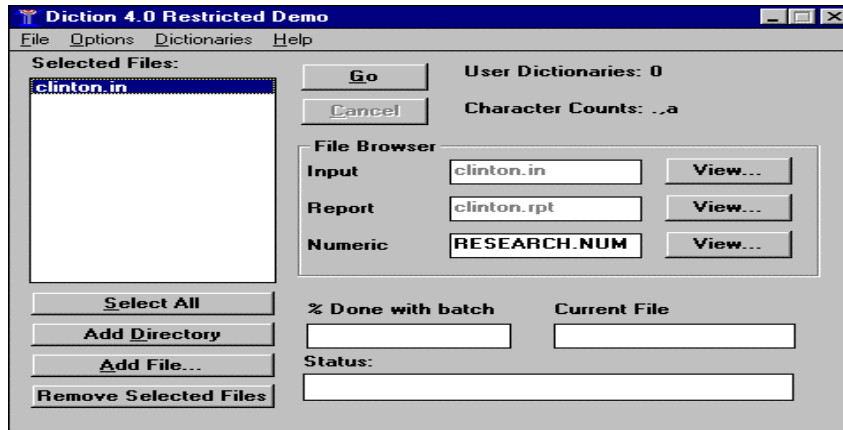 Diction 4.0 Restricted Demo
File Options Dictionaries Help
Selected Files:
clinton.in
Go
User Dictionaries: 0
Cancel
Character Counts: .,a
File Browser
Input clinton.in View...
Report clinton.rpt View...
Numeric RESEARCH.NUM View...
Select All
Add Directory
Add File...
Remove Selected Files
% Done with batch
Current File
Status: